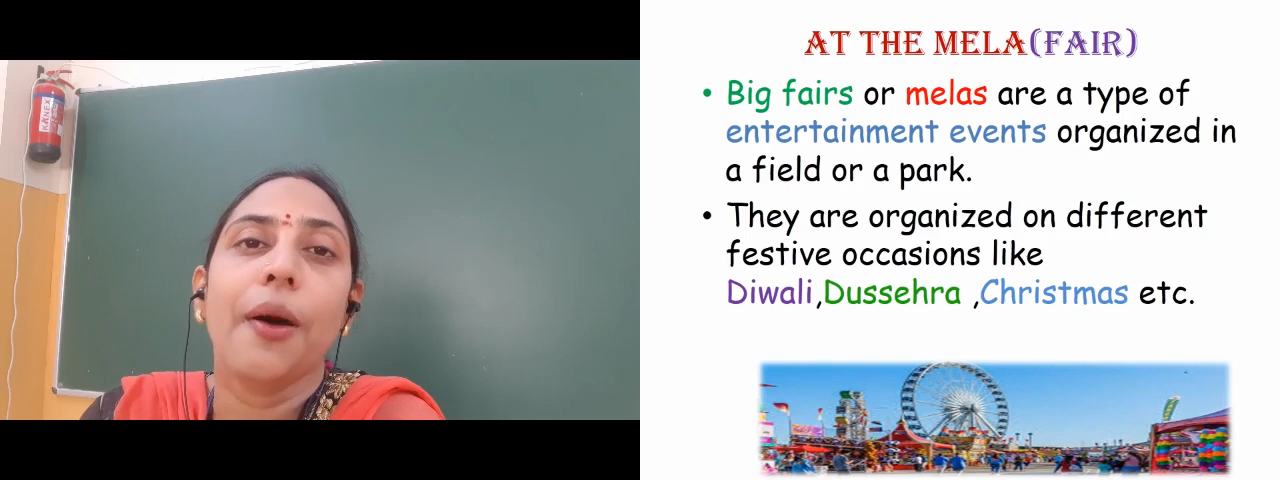 KANEX
AT THE MELA(FAIR)
• Big fairs or melas are a type of
entertainment events organized in
a field or a park.
• They are organized on different
festive occasions like
Diwali,Dussehra ,Christmas etc.